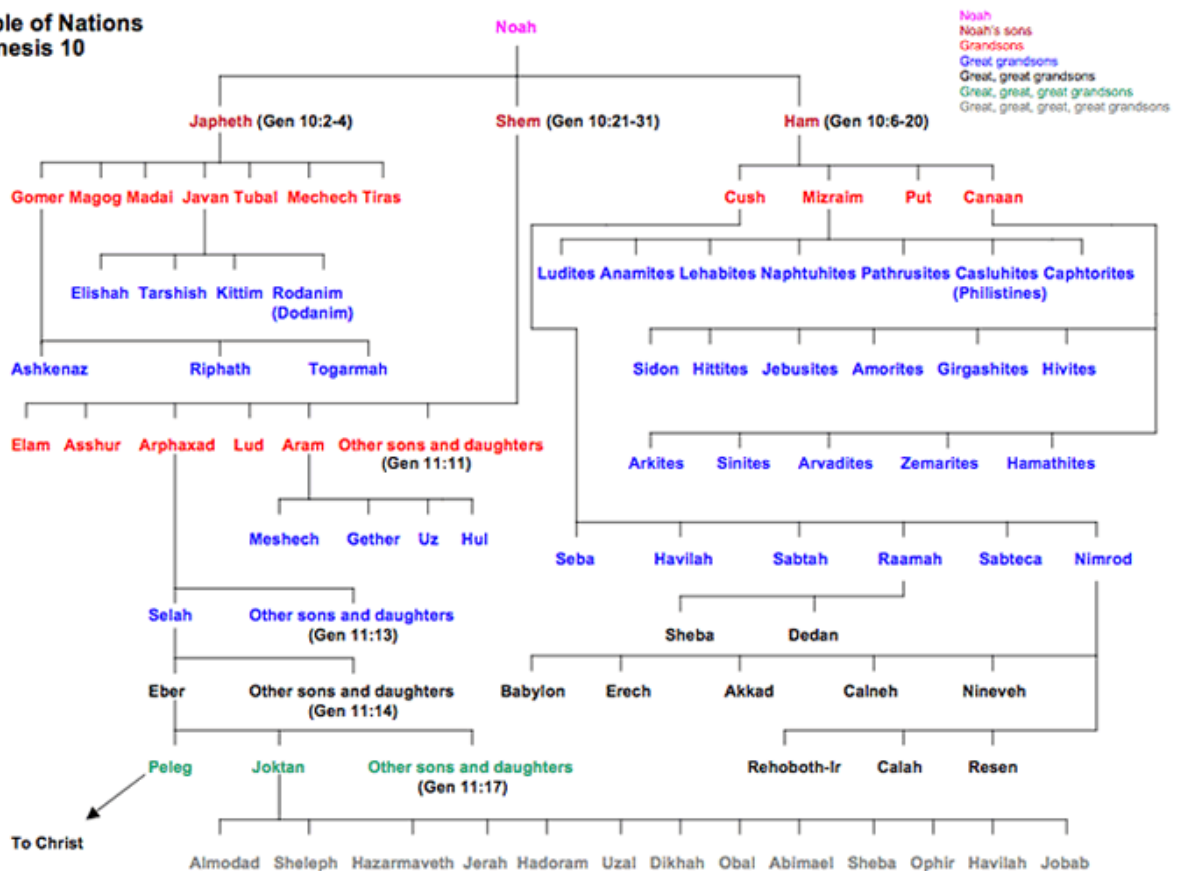 ble of Nations
nesis 10
Noah
Noah
Noah's sons
Grandsons
Great grandsons
Great, great grandsons
Great, great, great grandsons
Great, great, great, great grandsons
Japheth (Gen 10:2-4) Shem (Gen 10:21-31) Ham (Gen 10:6-20)
Gomer Magog Madai Javan Tubal Mechech Tiras Cush Mizraim Put Canaan
Ludites Anamites Lehabites Naphtuhites Pathrusites Casluhites Caphtorites
(Philistines)
Elishah Tarshish Kittim Rodanim
(Dodanim)
Ashkenaz Riphath Togarmah Sidon Hittites Jebusites Amorites Girgashites Hivites
Elam Asshur Arphaxad Lud Aram Other sons and daughters
(Gen 11:11)
Arkites Sinites Arvadites Zemarites Hamathites
Meshech Gether Uz Hul
Seba Havilah Sabtah Raamah Sabteca Nimrod
Selah Other sons and daughters
(Gen 11:13)
Sheba Dedan
Eber Other sons and daughters
(Gen 11:14)
Babylon Erech Akkad Calneh Nineveh
Peleg Joktan Other sons and daughters
(Gen 11:17)
Rehoboth-Ir Calah Resen
To Christ
Almodad Sheleph Hazarmaveth Jerah Hadoram Uzal Dikhah Obal Abimael Sheba Ophir Havilah Jobab